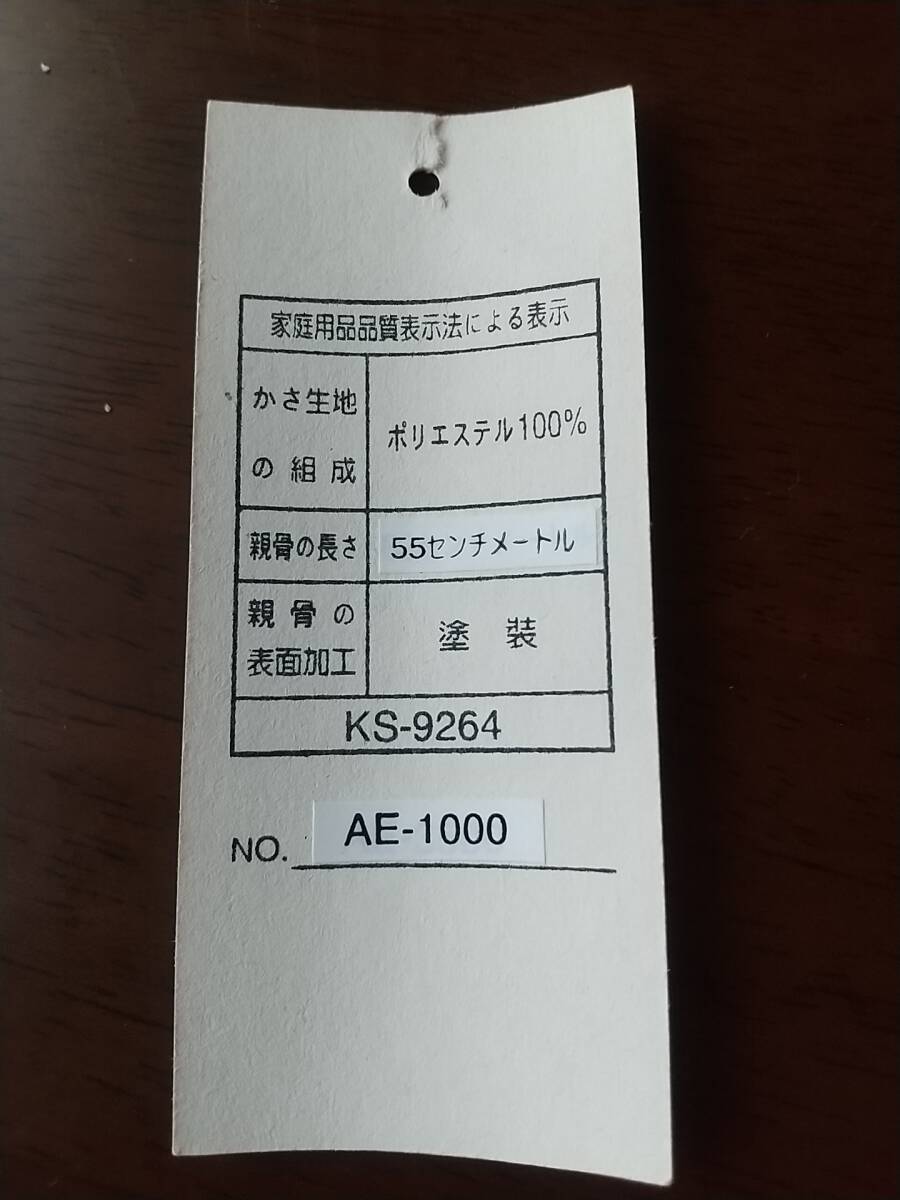 家庭用品品質表示法による表示
かさ生地
の組成
ポリエステル100%
親骨の長さ
55センチメートル
親骨の
表面加工
塗装
KS-9264
NO. AE-1000